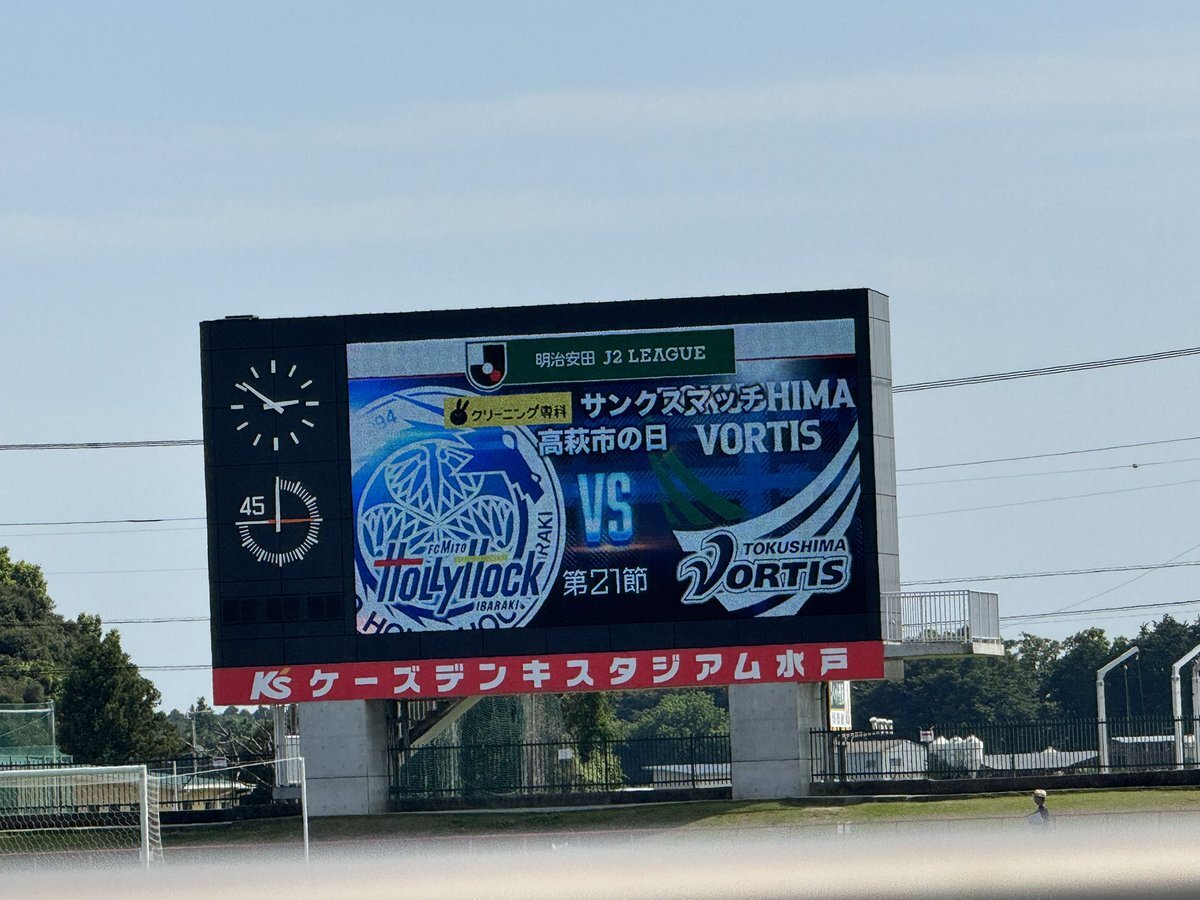 明治安田 J2 LEAGUE
クリーニング専科 サンクスマッチ
高萩市の日
TOKUSHIMA
VORTIS
'94
VS
45
FC MITO
HOLLYHOCK
IBARAKI
TOKUSHIMA
VORTIS
第21節
K's ケーズデンキスタジアム水戸